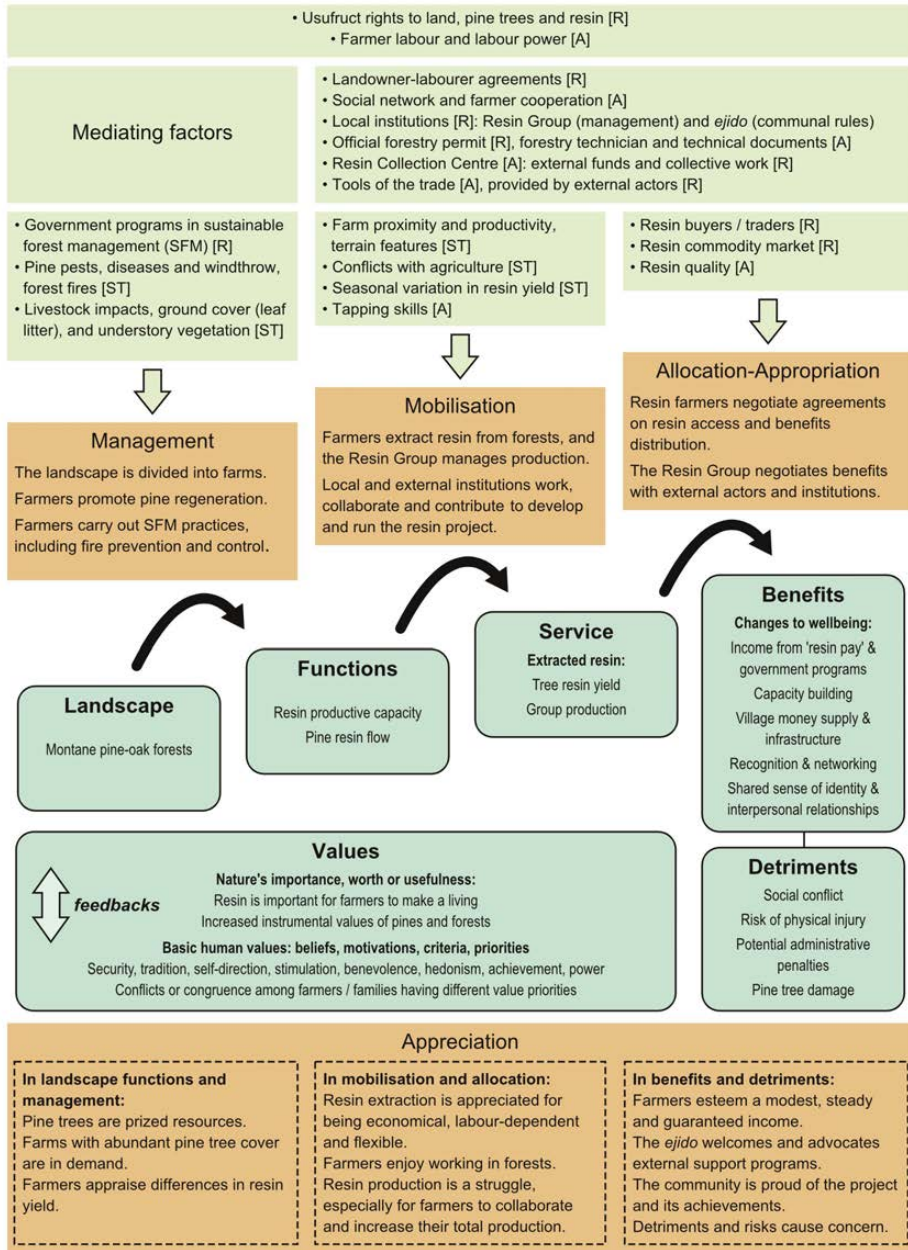 • Usufruct rights to land, pine trees and resin [R]
• Farmer labour and labour power [A]
Mediating factors
• Landowner-labourer agreements [R]
• Social network and farmer cooperation [A]
• Local institutions [R]: Resin Group (management) and ejido (communal rules)
• Official forestry permit [R], forestry technician and technical documents [A]
• Resin Collection Centre [A]: external funds and collective work [R]
• Tools of the trade [A], provided by external actors [R]
• Government programs in sustainable
forest management (SFM) [R]
• Pine pests, diseases and windthrow,
forest fires [ST]
• Livestock impacts, ground cover (leaf
litter), and understory vegetation [ST]
• Farm proximity and productivity,
terrain features [ST]
• Conflicts with agriculture [ST]
• Seasonal variation in resin yield [ST]
• Tapping skills [A]
• Resin buyers / traders [R]
• Resin commodity market [R]
• Resin quality [A]
Management
The landscape is divided into farms.
Farmers promote pine regeneration.
Farmers carry out SFM practices,
including fire prevention and control.
Mobilisation
Farmers extract resin from forests, and
the Resin Group manages production.
Local and external institutions work,
collaborate and contribute to develop
and run the resin project.
Allocation-Appropriation
Resin farmers negotiate agreements
on resin access and benefits
distribution.
The Resin Group negotiates benefits
with external actors and institutions.
Landscape
Montane pine-oak forests
Functions
Resin productive capacity
Pine resin flow
Service
Extracted resin:
Tree resin yield
Group production
Benefits
Changes to wellbeing:
Income from 'resin pay' &
government programs
Capacity building
Village money supply &
infrastructure
Recognition & networking
Shared sense of identity &
interpersonal relationships
Detriments
Social conflict
Risk of physical injury
Potential administrative
penalties
Pine tree damage
Values
feedbacks
Nature's importance, worth or usefulness:
Resin is important for farmers to make a living
Increased instrumental values of pines and forests
Basic human values: beliefs, motivations, criteria, priorities
Security, tradition, self-direction, stimulation, benevolence, hedonism, achievement, power
Conflicts or congruence among farmers / families having different value priorities
Appreciation
In landscape functions and
management:
Pine trees are prized resources.
Farms with abundant pine tree cover
are in demand.
Farmers appraise differences in resin
yield.
In mobilisation and allocation:
Resin extraction is appreciated for
being economical, labour-dependent
and flexible.
Farmers enjoy working in forests.
Resin production is a struggle,
especially for farmers to collaborate
and increase their total production.
In benefits and detriments:
Farmers esteem a modest, steady
and guaranteed income.
The ejido welcomes and advocates
external support programs.
The community is proud of the project
and its achievements.
Detriments and risks cause concern.